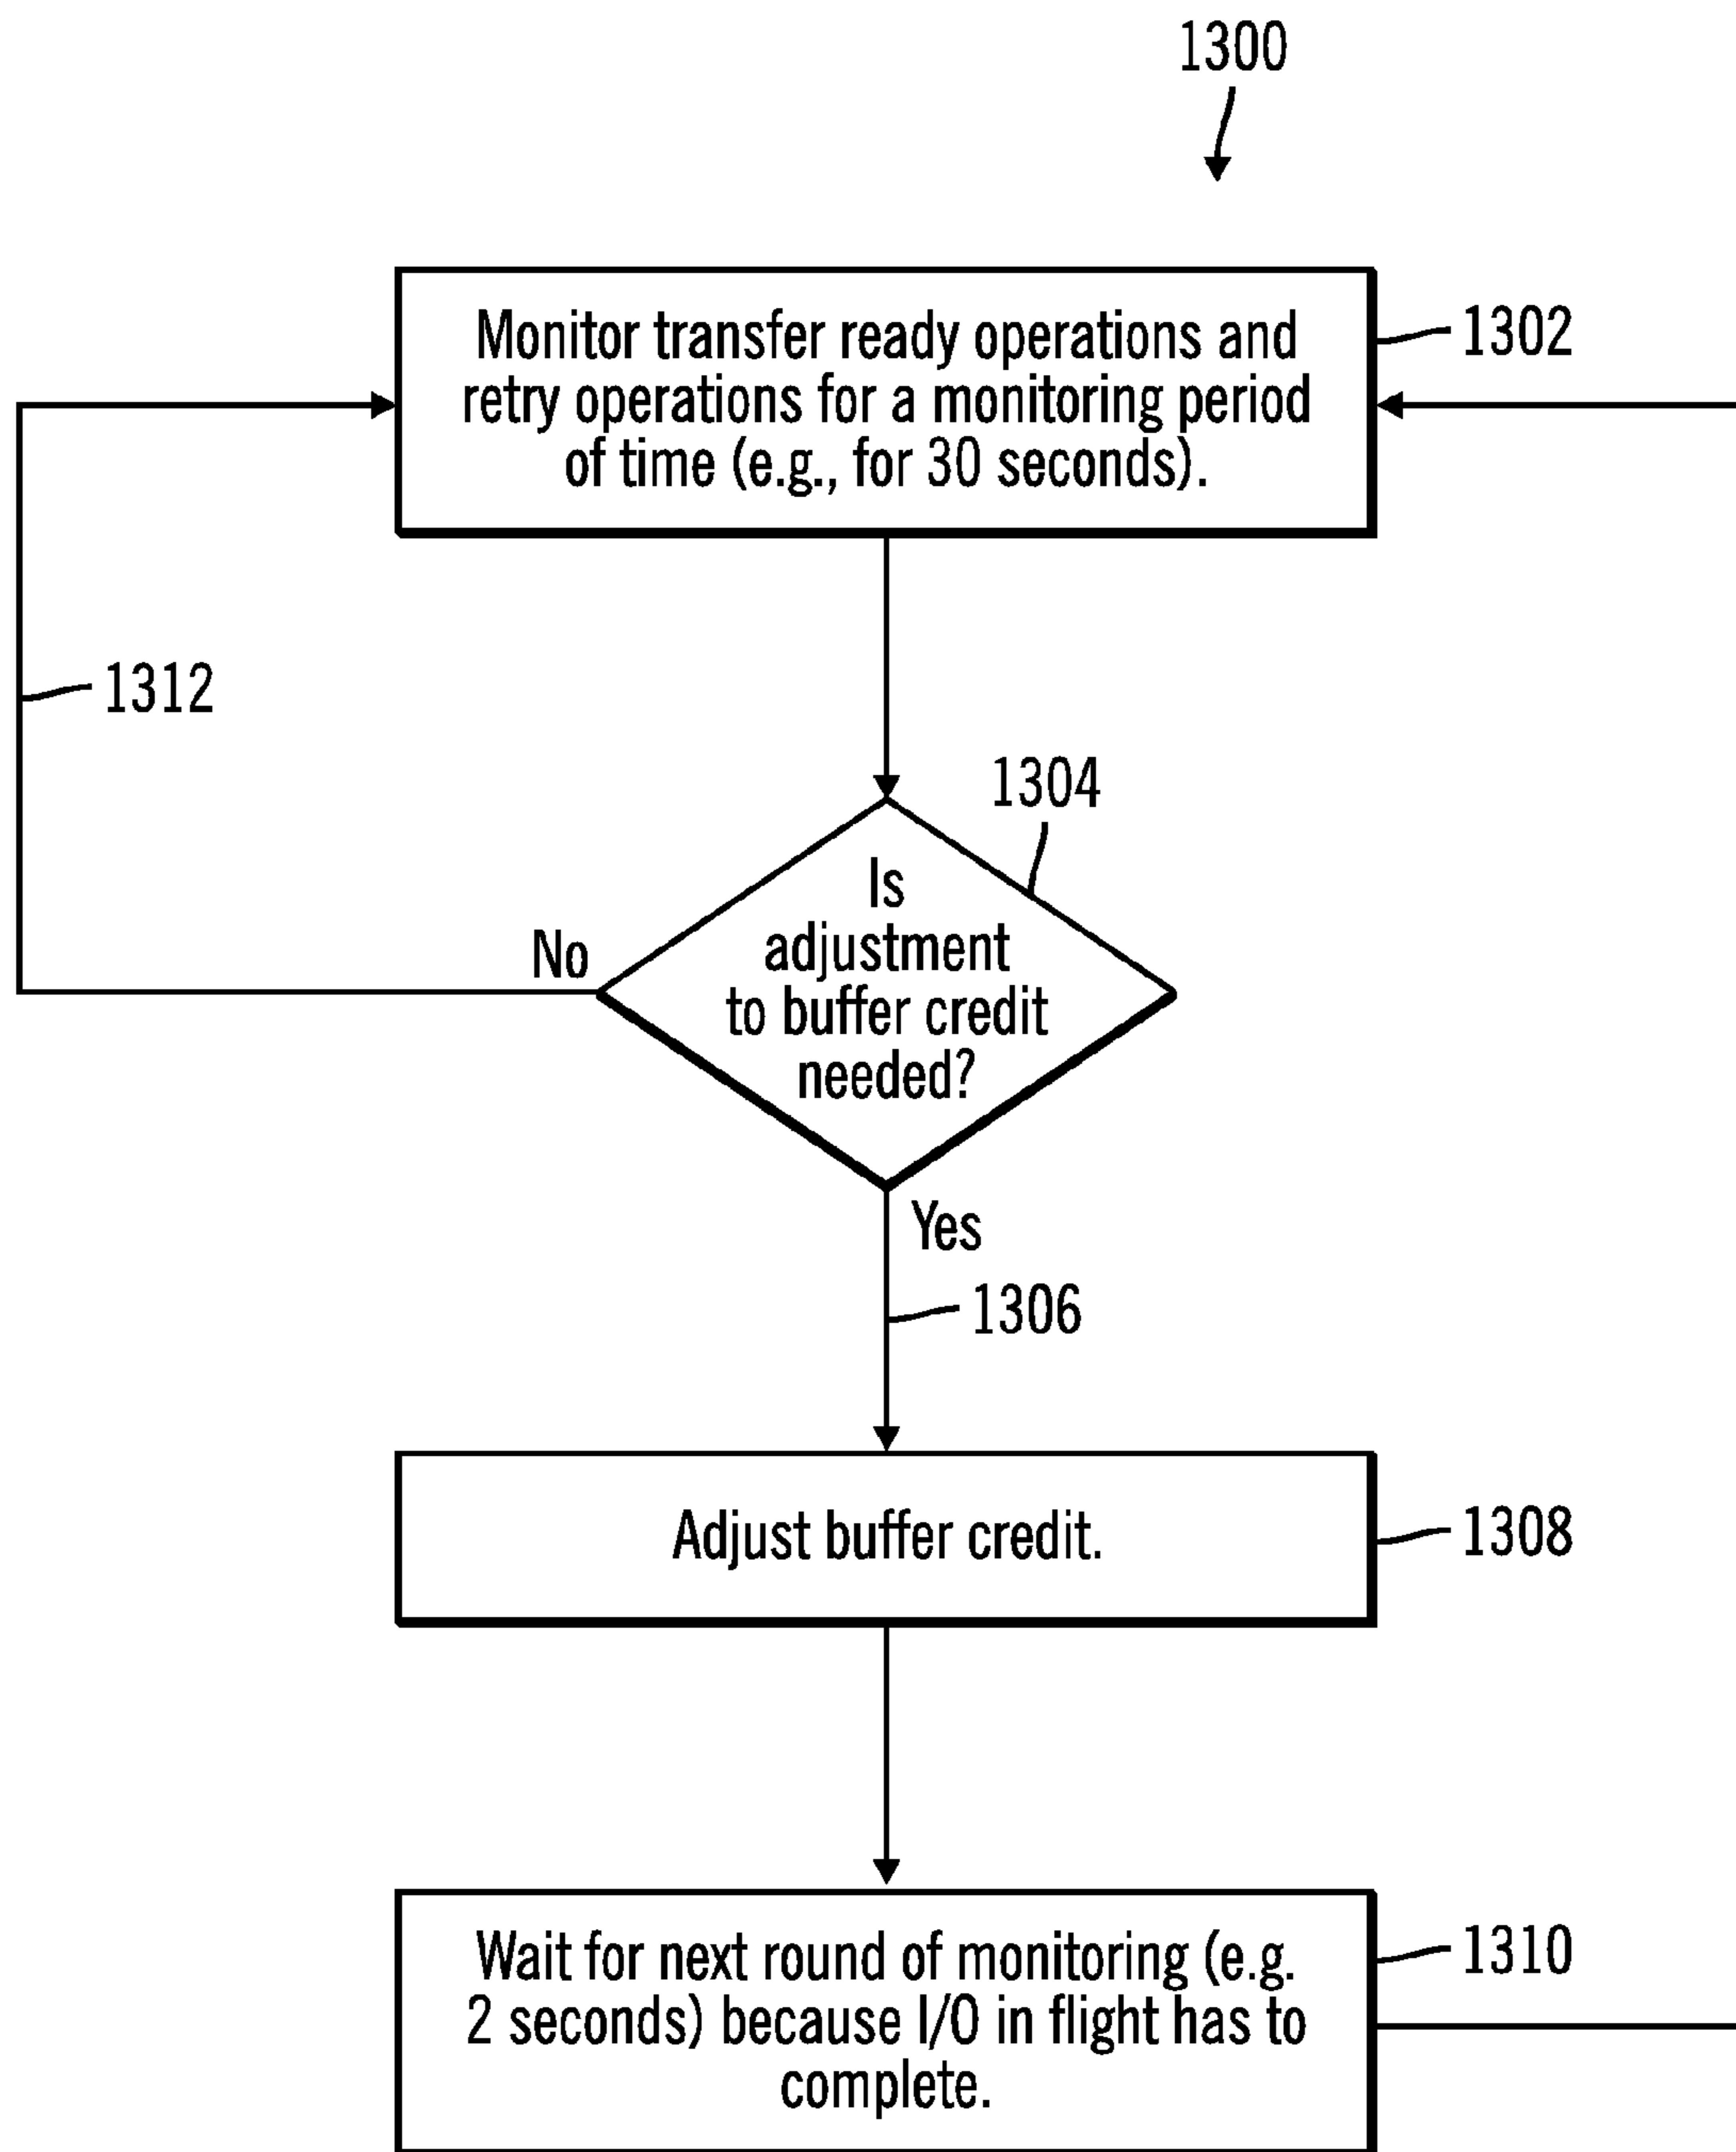 1300
Monitor transfer ready operations and
retry operations for a monitoring period
of time (e.g., for 30 seconds).
1302
1312
1304
Is
adjustment
to buffer credit
needed?
No
Yes
1306
Adjust buffer credit.
1308
Wait for next round of monitoring (e.g.
2 seconds) because I/O in flight has to
complete.
1310